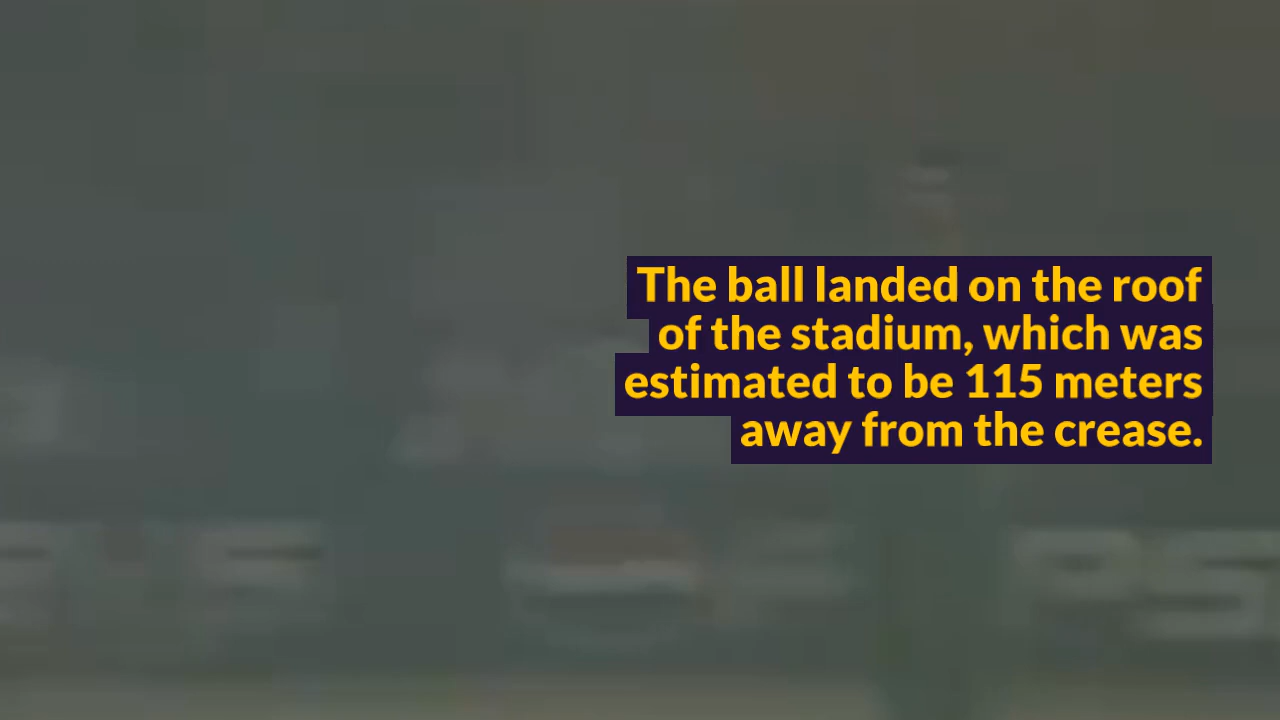 The ball landed on the roof
of the stadium, which was
estimated to be 115 meters
away from the crease.